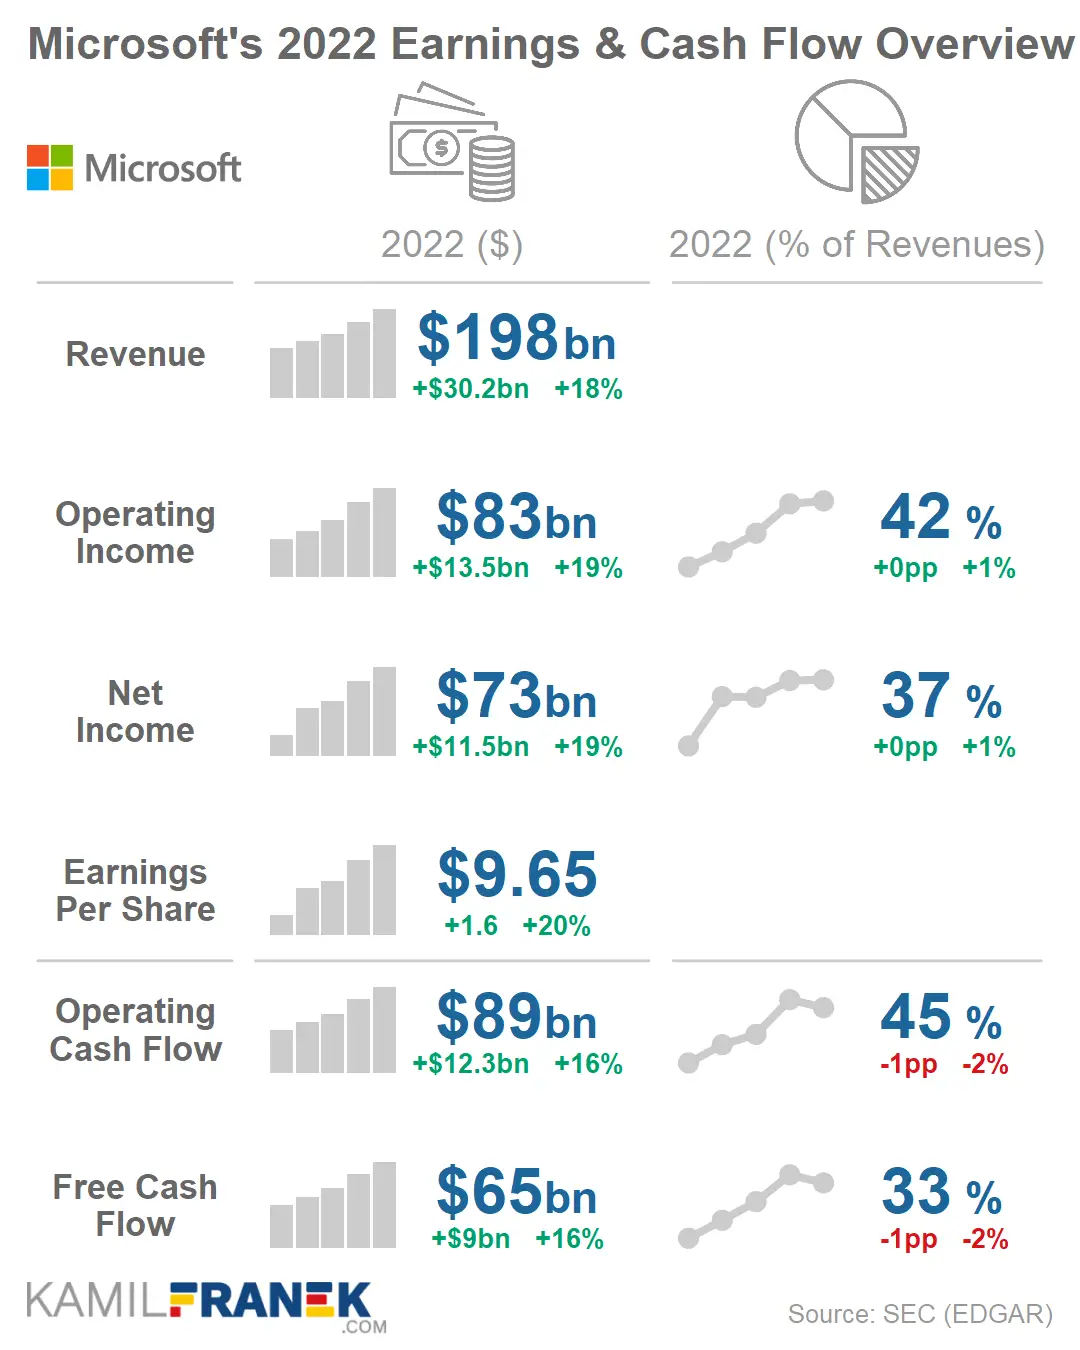 Microsoft's 2022 Earnings & Cash Flow Overview
$
Microsoft
2022 ($)
2022 (% of Revenues)
Revenue
$198bn
+$30.2bn +18%
Operating
Income
$83bn
+$13.5bn +19%
42 %
+0pp +1%
Net
Income
$73bn
+$11.5bn +19%
37 %
+0pp +1%
Earnings
Per Share
$9.65
+1.6 +20%
Operating
Cash Flow
$89bn
+$12.3bn +16%
45 %
-1pp -2%
Free Cash
Flow
$65bn
+$9bn +16%
33 %
-1pp -2%
KAMILFRANEK
.COM
Source: SEC (EDGAR)